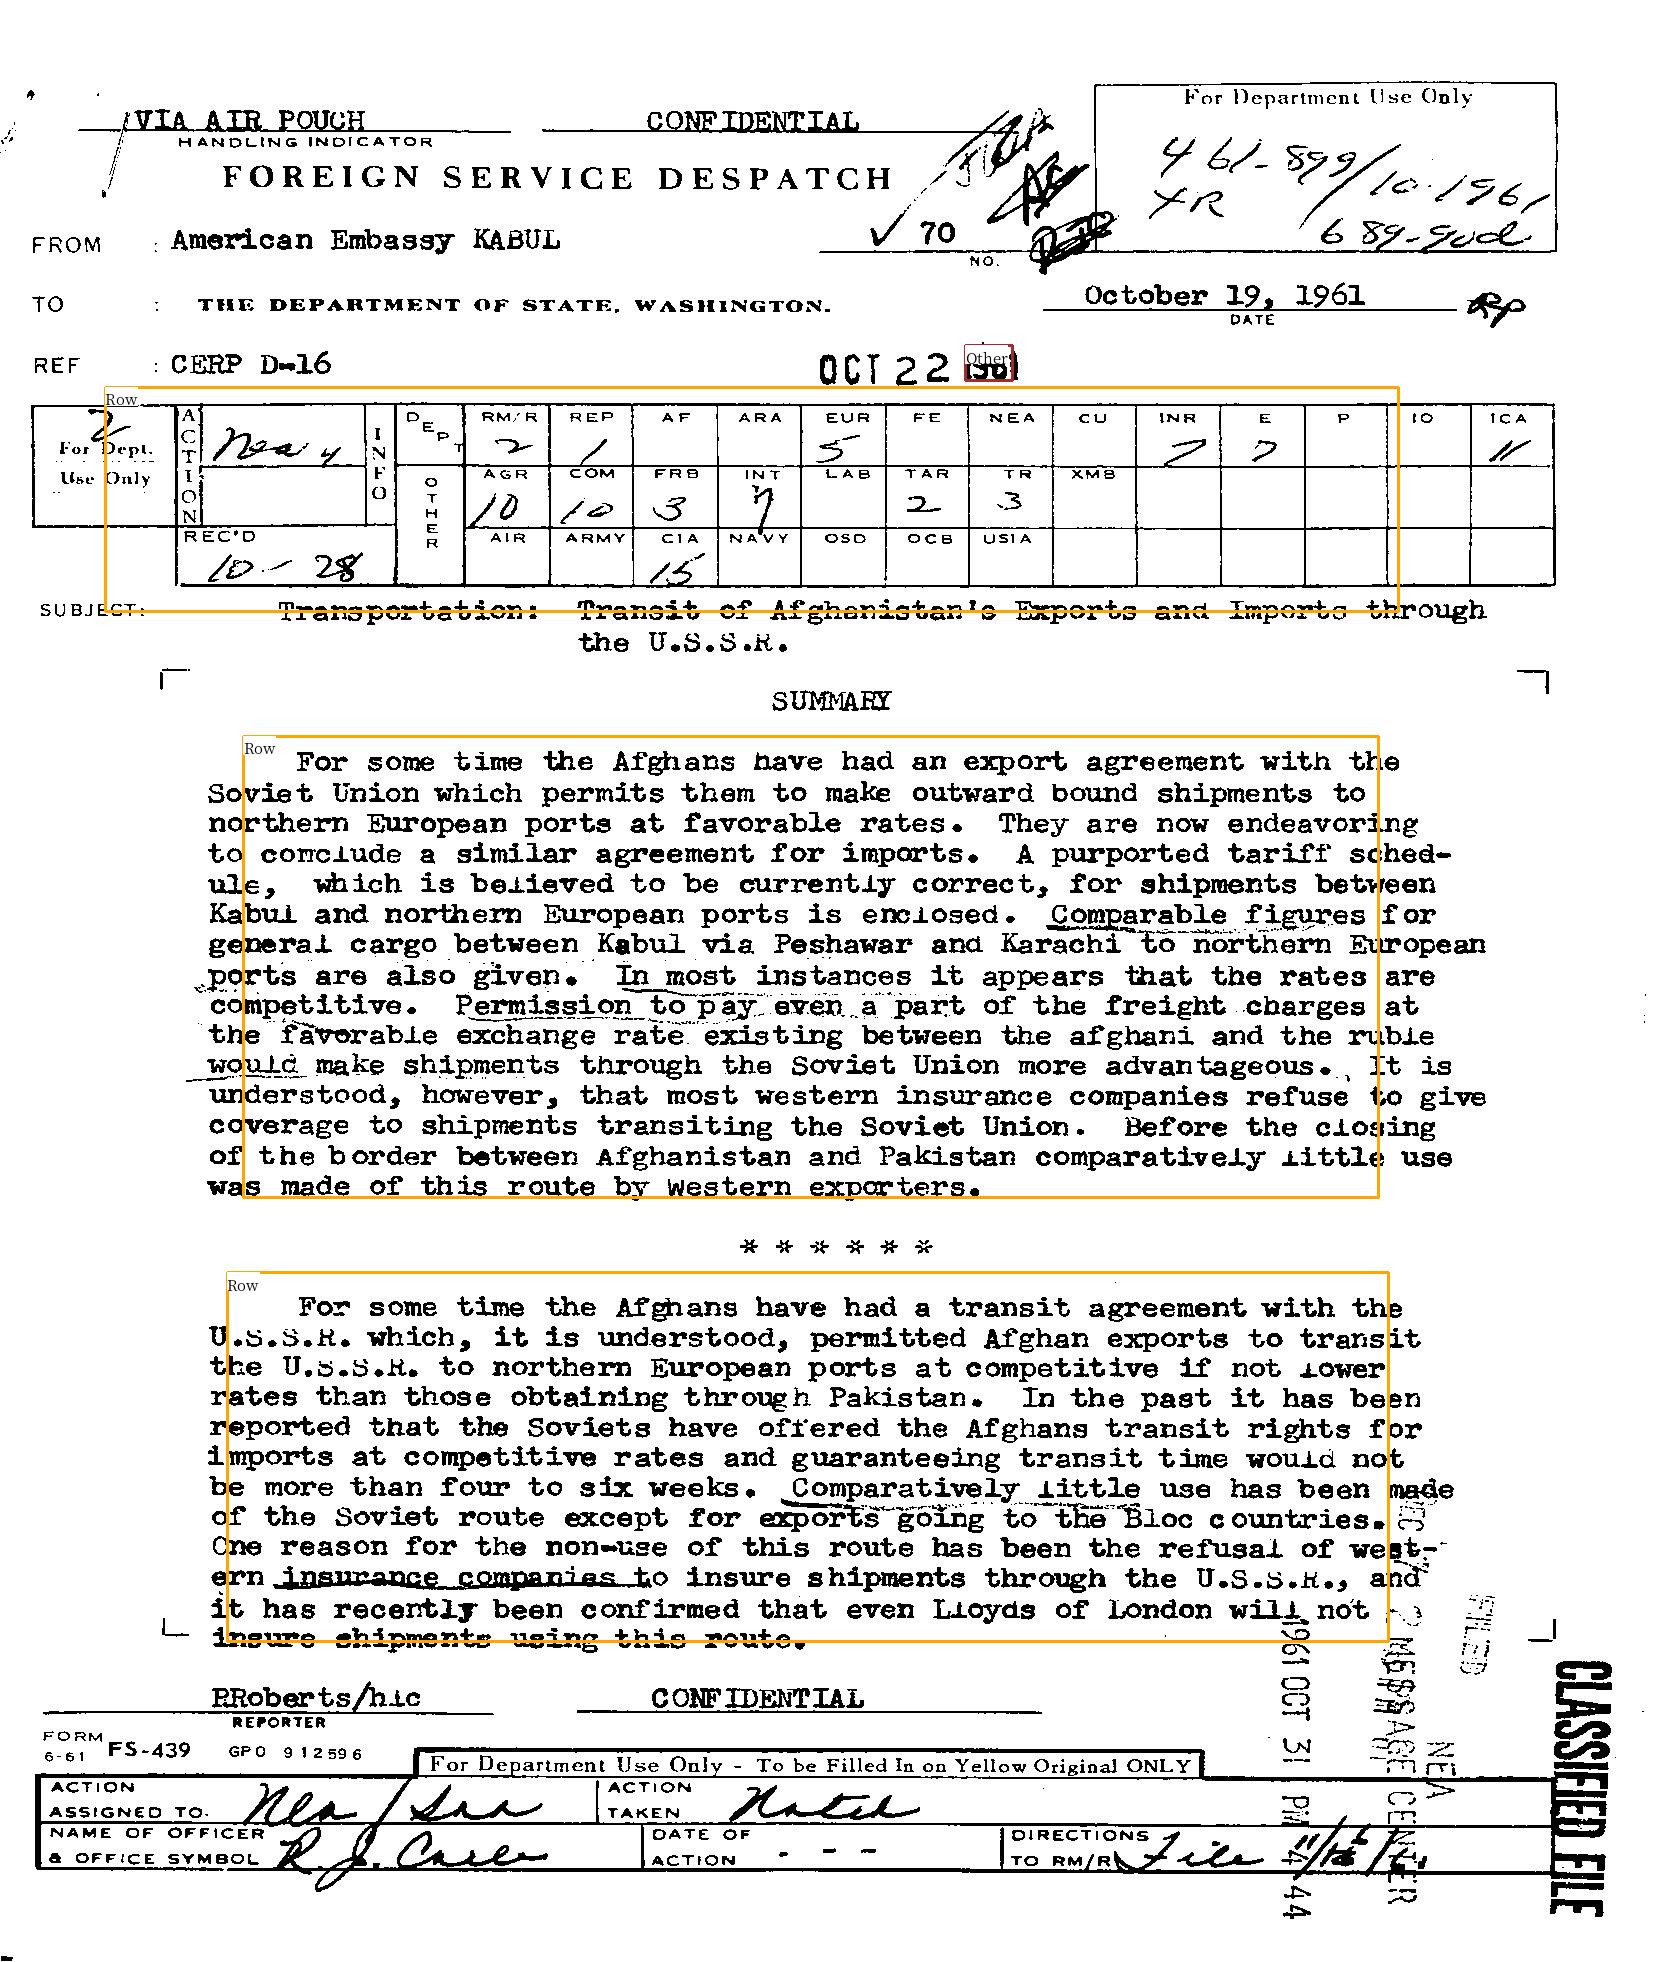 VIA AIR POUCH CONFIDENTIAL
HANDLING INDICATOR
For Department Use Only
461-899/10-1961
XR 689-90d
FOREIGN SERVICE DESPATCH
FROM : American Embassy KABUL 70
NO.
TO : THE DEPARTMENT OF STATE, WASHINGTON. October 19, 1961
DATE
REF : CERP D-16 OCT 22
Other
Row
For Dept. Use Only
ACTION
Nea 4
INFO
DEPT RM/R REP AF ARA EUR FE NEA CU INR E P IO ICA
2 1 5 7 7 11
OTHER AGR COM FRB INT LAB TAR TR XMB
10 10 3 7 2 3
REC'D AIR ARMY CIA NAVY OSD OCB USIA
10-28 15
SUBJECT: Transportation: Transit of Afghanistan's Exports and Imports through
the U.S.S.R.
SUMMARY
Row
For some time the Afghans have had an export agreement with the
Soviet Union which permits them to make outward bound shipments to
northern European ports at favorable rates. They are now endeavoring
to conclude a similar agreement for imports. A purported tariff sched-
ule, which is believed to be currently correct, for shipments between
Kabul and northern European ports is enclosed. Comparable figures for
general cargo between Kabul via Peshawar and Karachi to northern European
ports are also given. In most instances it appears that the rates are
competitive. Permission to pay even a part of the freight charges at
the favorable exchange rate existing between the afghani and the ruble
would make shipments through the Soviet Union more advantageous. It is
understood, however, that most western insurance companies refuse to give
coverage to shipments transiting the Soviet Union. Before the closing
of the border between Afghanistan and Pakistan comparatively little use
was made of this route by Western exporters.
* * * * * *
Row
For some time the Afghans have had a transit agreement with the
U.S.S.R. which, it is understood, permitted Afghan exports to transit
the U.S.S.R. to northern European ports at competitive if not lower
rates than those obtaining through Pakistan. In the past it has been
reported that the Soviets have offered the Afghans transit rights for
imports at competitive rates and guaranteeing transit time would not
be more than four to six weeks. Comparatively little use has been made
of the Soviet route except for exports going to the Bloc countries.
One reason for the non-use of this route has been the refusal of west-
ern insurance companies to insure shipments through the U.S.S.R., and
it has recently been confirmed that even Lloyds of London will not
insure shipments using this route.
FILED
1961 OCT 31 PM 4 44
NEA
MESSAGE CENTER
CLASSIFIED FILE
PRoberts/hlc CONFIDENTIAL
REPORTER
FORM
6-61 FS-439 GPO 912596
For Department Use Only - To be Filled In on Yellow Original ONLY
ACTION
ASSIGNED TO. Nea/Soa
ACTION
TAKEN Noted
NAME OF OFFICER
& OFFICE SYMBOL R. J.
DATE OF
ACTION - - -
DIRECTIONS
TO RM/R File